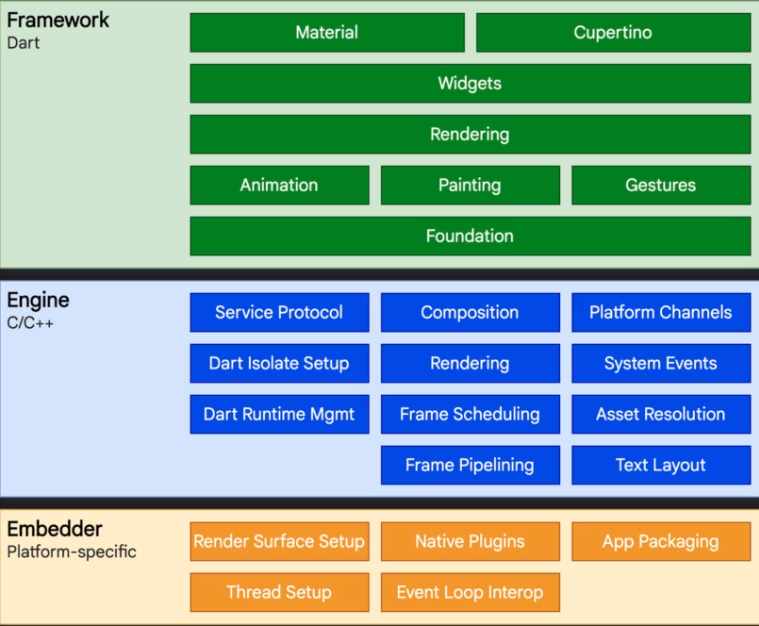 Framework
Dart
Material
Cupertino
Widgets
Rendering
Animation
Painting
Gestures
Foundation
Engine
C/C++
Service Protocol
Composition
Platform Channels
Dart Isolate Setup
Rendering
System Events
Dart Runtime Mgmt
Frame Scheduling
Asset Resolution
Frame Pipelining
Text Layout
Embedder
Platform-specific
Render Surface Setup
Native Plugins
App Packaging
Thread Setup
Event Loop Interop